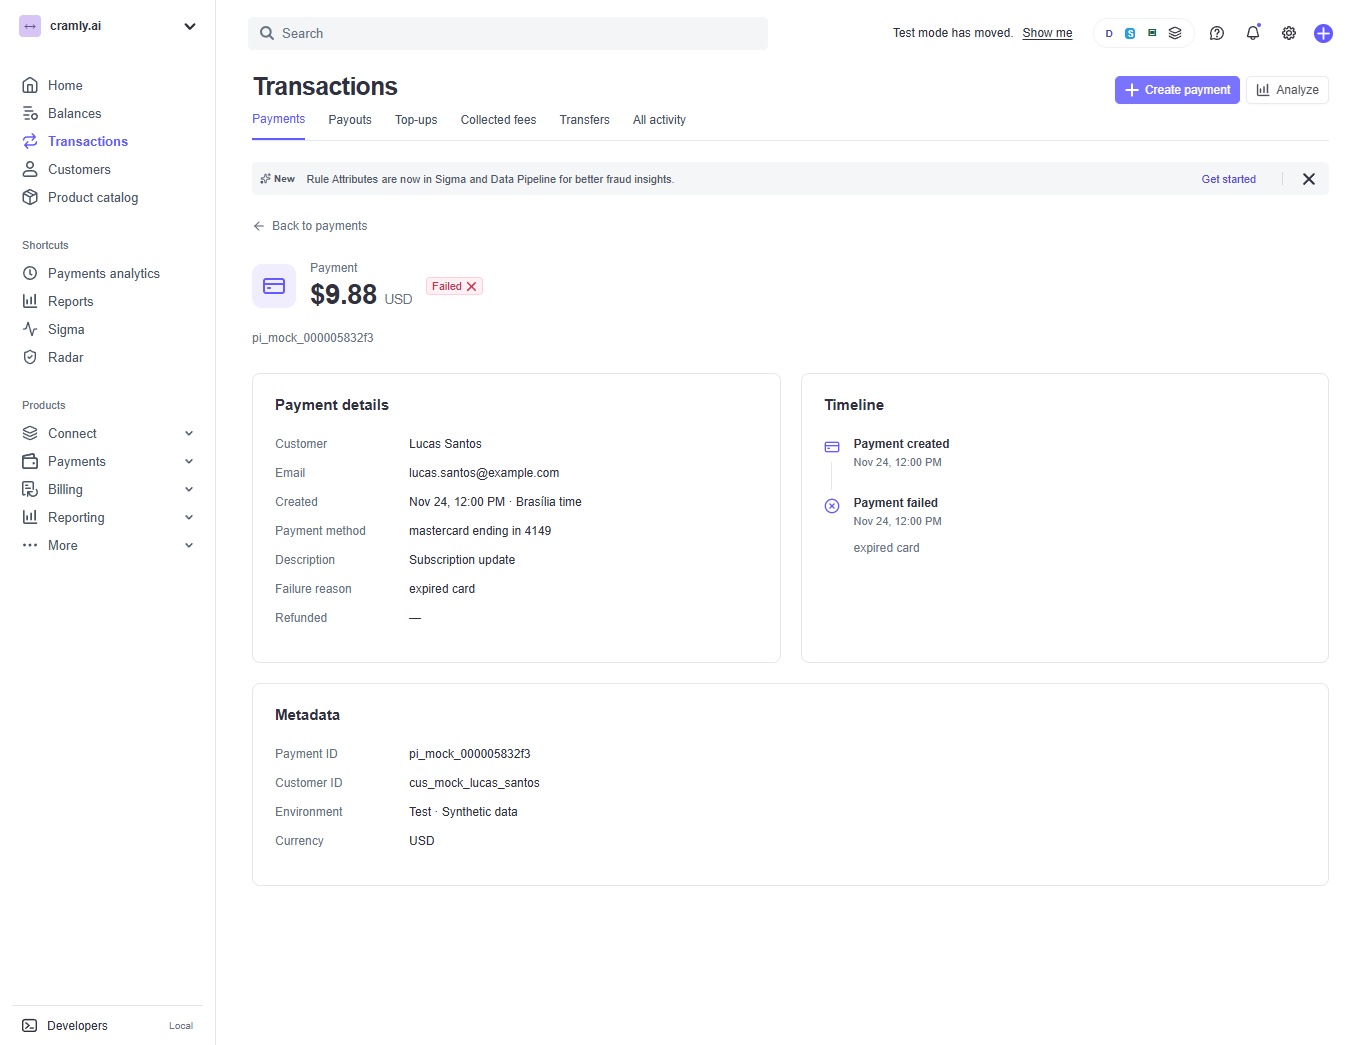 cramly.ai
Search
Test mode has moved. Show me
D S
Home
Balances
Transactions
Customers
Product catalog
Shortcuts
Payments analytics
Reports
Sigma
Radar
Products
Connect
Payments
Billing
Reporting
More
Developers Local
Transactions
Create payment Analyze
Payments Payouts Top-ups Collected fees Transfers All activity
New Rule Attributes are now in Sigma and Data Pipeline for better fraud insights. Get started
Back to payments
Payment
$9.88 USD Failed
pi_mock_000005832f3
Payment details
Customer Lucas Santos
Email lucas.santos@example.com
Created Nov 24, 12:00 PM · Brasília time
Payment method mastercard ending in 4149
Description Subscription update
Failure reason expired card
Refunded —
Timeline
Payment created
Nov 24, 12:00 PM
Payment failed
Nov 24, 12:00 PM
expired card
Metadata
Payment ID pi_mock_000005832f3
Customer ID cus_mock_lucas_santos
Environment Test · Synthetic data
Currency USD